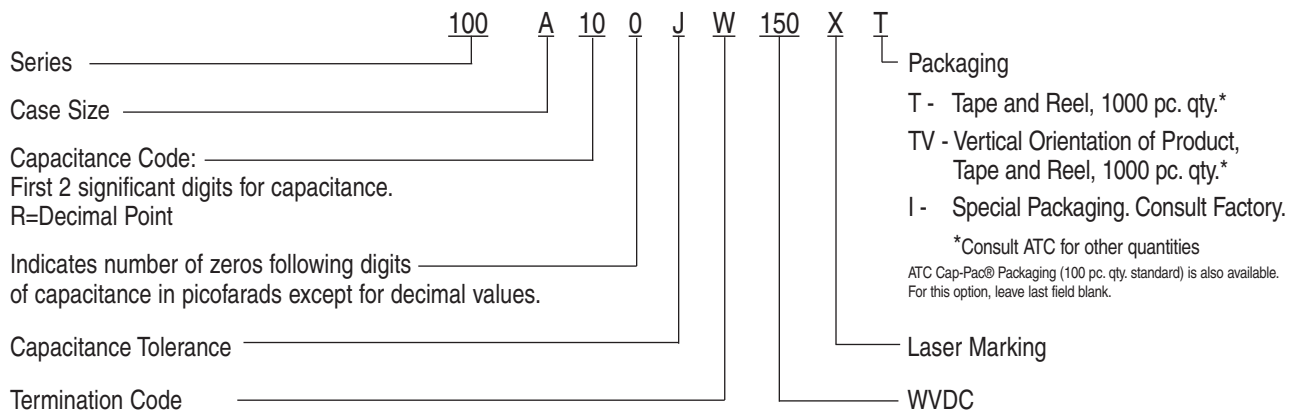 100 A 10 0 J W 150 X T
Series
Case Size
Capacitance Code:
First 2 significant digits for capacitance.
R=Decimal Point
Indicates number of zeros following digits
of capacitance in picofarads except for decimal values.
Capacitance Tolerance
Termination Code
Packaging
T - Tape and Reel, 1000 pc. qty.*
TV - Vertical Orientation of Product,
Tape and Reel, 1000 pc. qty.*
I - Special Packaging. Consult Factory.
*Consult ATC for other quantities
ATC Cap-Pac® Packaging (100 pc. qty. standard) is also available.
For this option, leave last field blank.
Laser Marking
WVDC